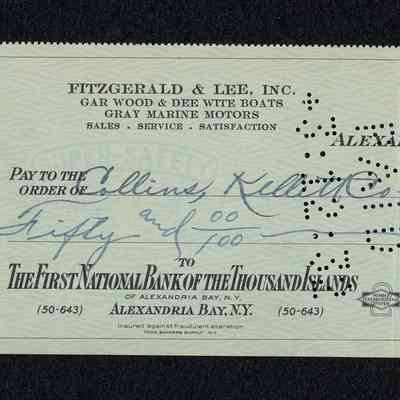 FITZGERALD & LEE, INC.
GAR WOOD & DEE WITE BOATS
GRAY MARINE MOTORS
SALES . SERVICE . SATISFACTION
ALEXA
PAY TO THE
ORDER OF Collins, Kellitt Co
Fifty and 00/100
TO
THE FIRST NATIONAL BANK OF THE THOUSAND ISLANDS
OF ALEXANDRIA BAY, N.Y.
(50-643) ALEXANDRIA BAY, N.Y. (50-643)
Insured against fraudulent alteration